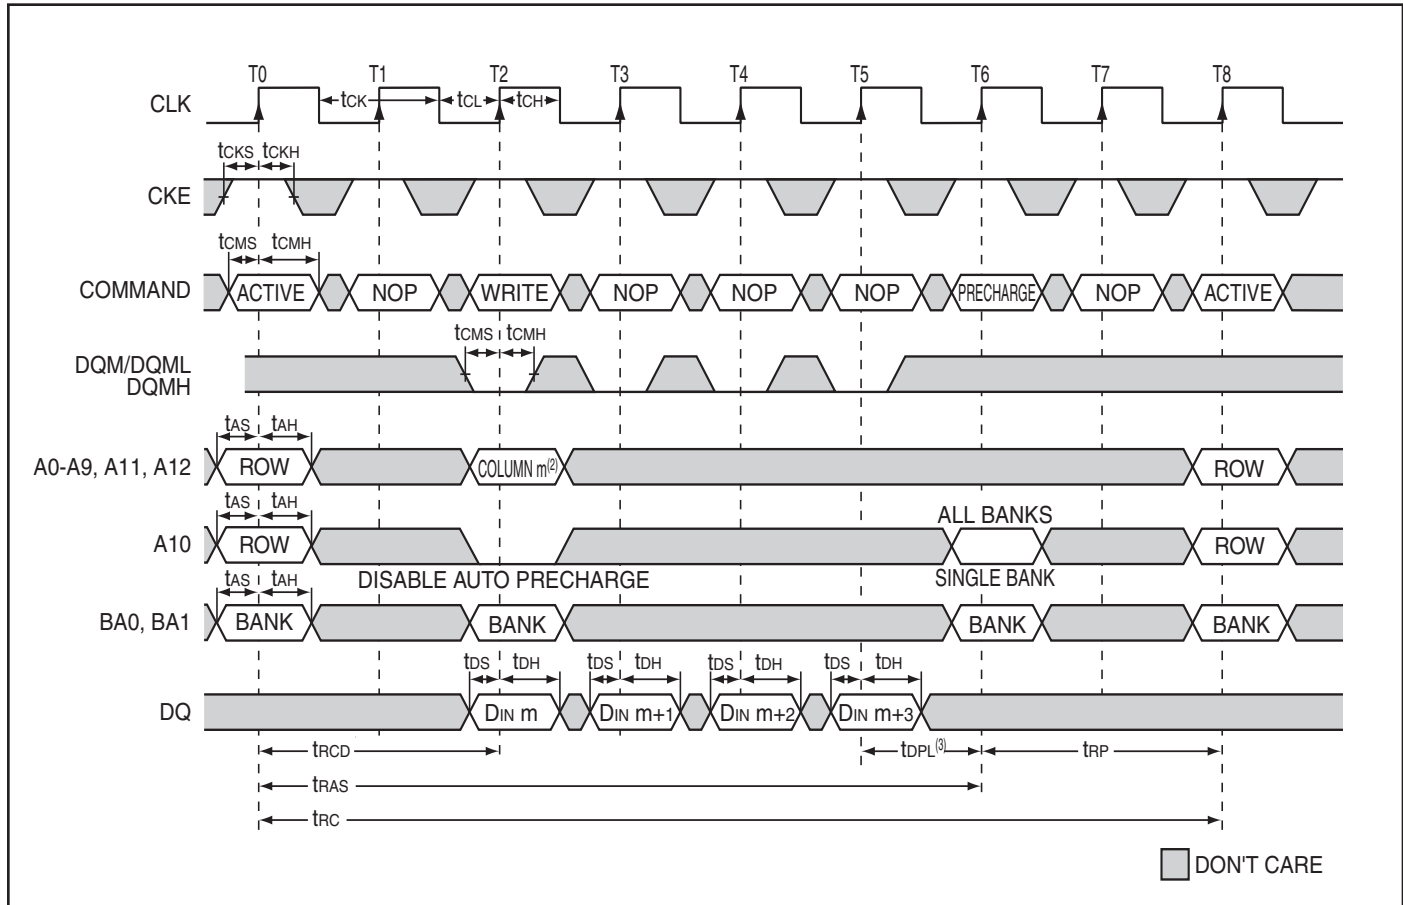 T0 T1 T2 T3 T4 T5 T6 T7 T8
CLK tCK tCL tCH
tCKS tCKH
CKE
tCMS tCMH
COMMAND ACTIVE NOP WRITE NOP NOP NOP PRECHARGE NOP ACTIVE
tCMS tCMH
DQM/DQML
DQMH
tAS tAH
A0-A9, A11, A12 ROW COLUMN m(2) ROW
tAS tAH ALL BANKS
A10 ROW ROW
tAS tAH DISABLE AUTO PRECHARGE SINGLE BANK
BA0, BA1 BANK BANK BANK BANK
tDS tDH tDS tDH tDS tDH tDS tDH
DQ DIN m DIN m+1 DIN m+2 DIN m+3
tRCD tDPL(3) tRP
tRAS
tRC
DON'T CARE